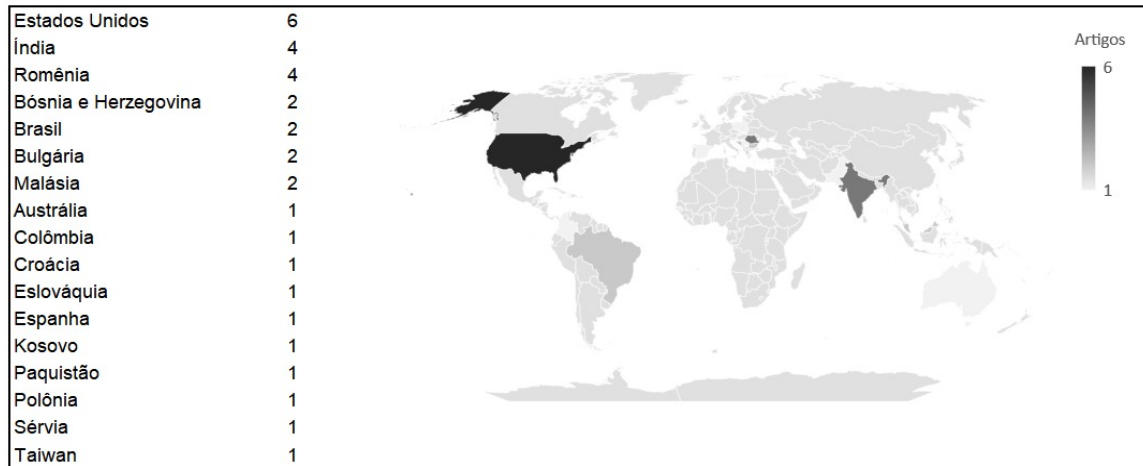 Estados Unidos 6
Índia 4
Romênia 4
Bósnia e Herzegovina 2
Brasil 2
Bulgária 2
Malásia 2
Austrália 1
Colômbia 1
Croácia 1
Eslováquia 1
Espanha 1
Kosovo 1
Paquistão 1
Polônia 1
Sérvia 1
Taiwan 1
Artigos
6
1